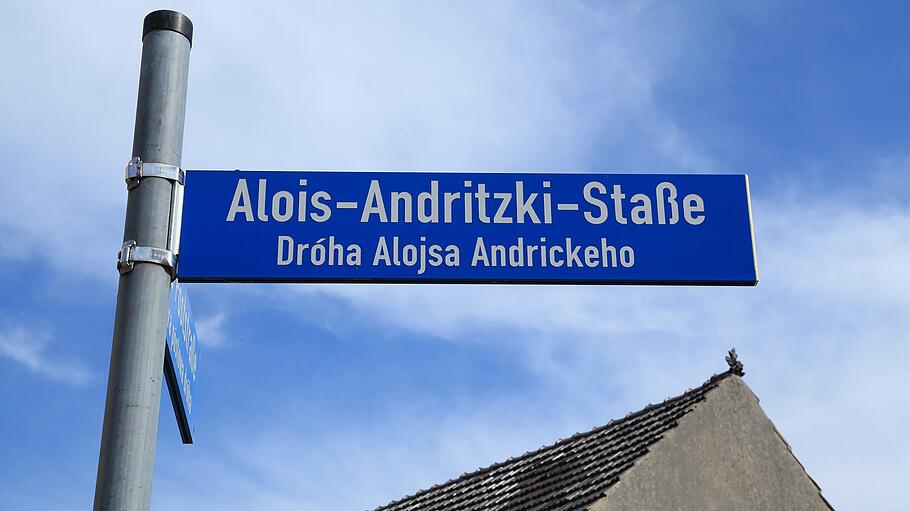 Alois-Andritzki-Staße
Dróha Alojsa Andrickeho